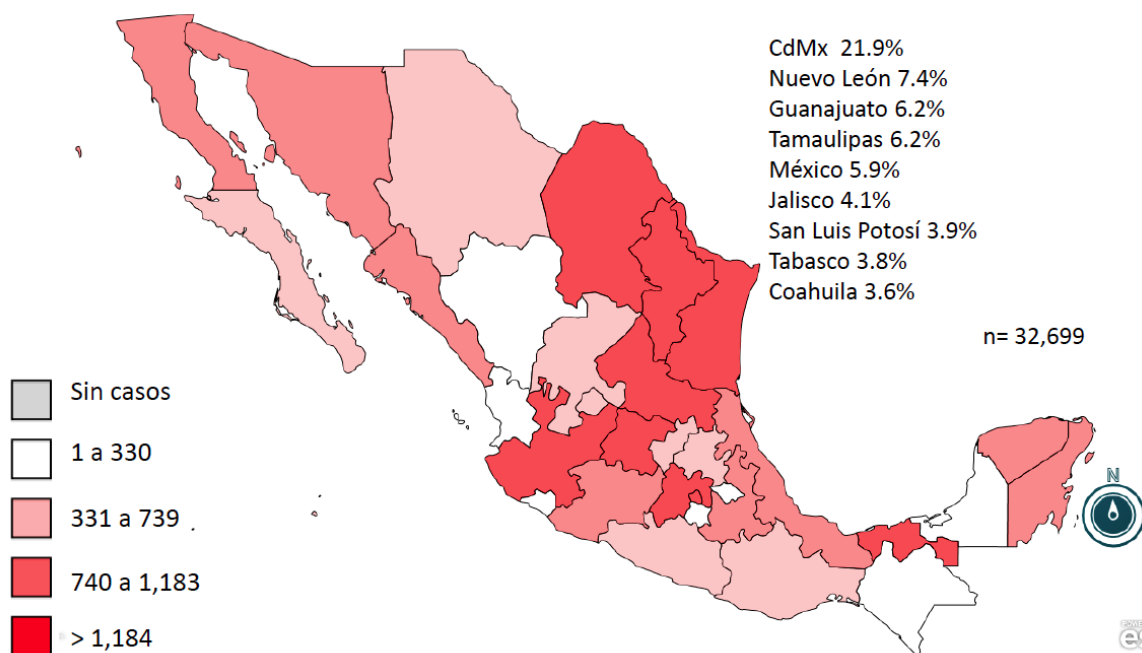 CdMx 21.9%
Nuevo León 7.4%
Guanajuato 6.2%
Tamaulipas 6.2%
México 5.9%
Jalisco 4.1%
San Luis Potosí 3.9%
Tabasco 3.8%
Coahuila 3.6%
n= 32,699
Sin casos
1 a 330
331 a 739
740 a 1,183
> 1,184
N